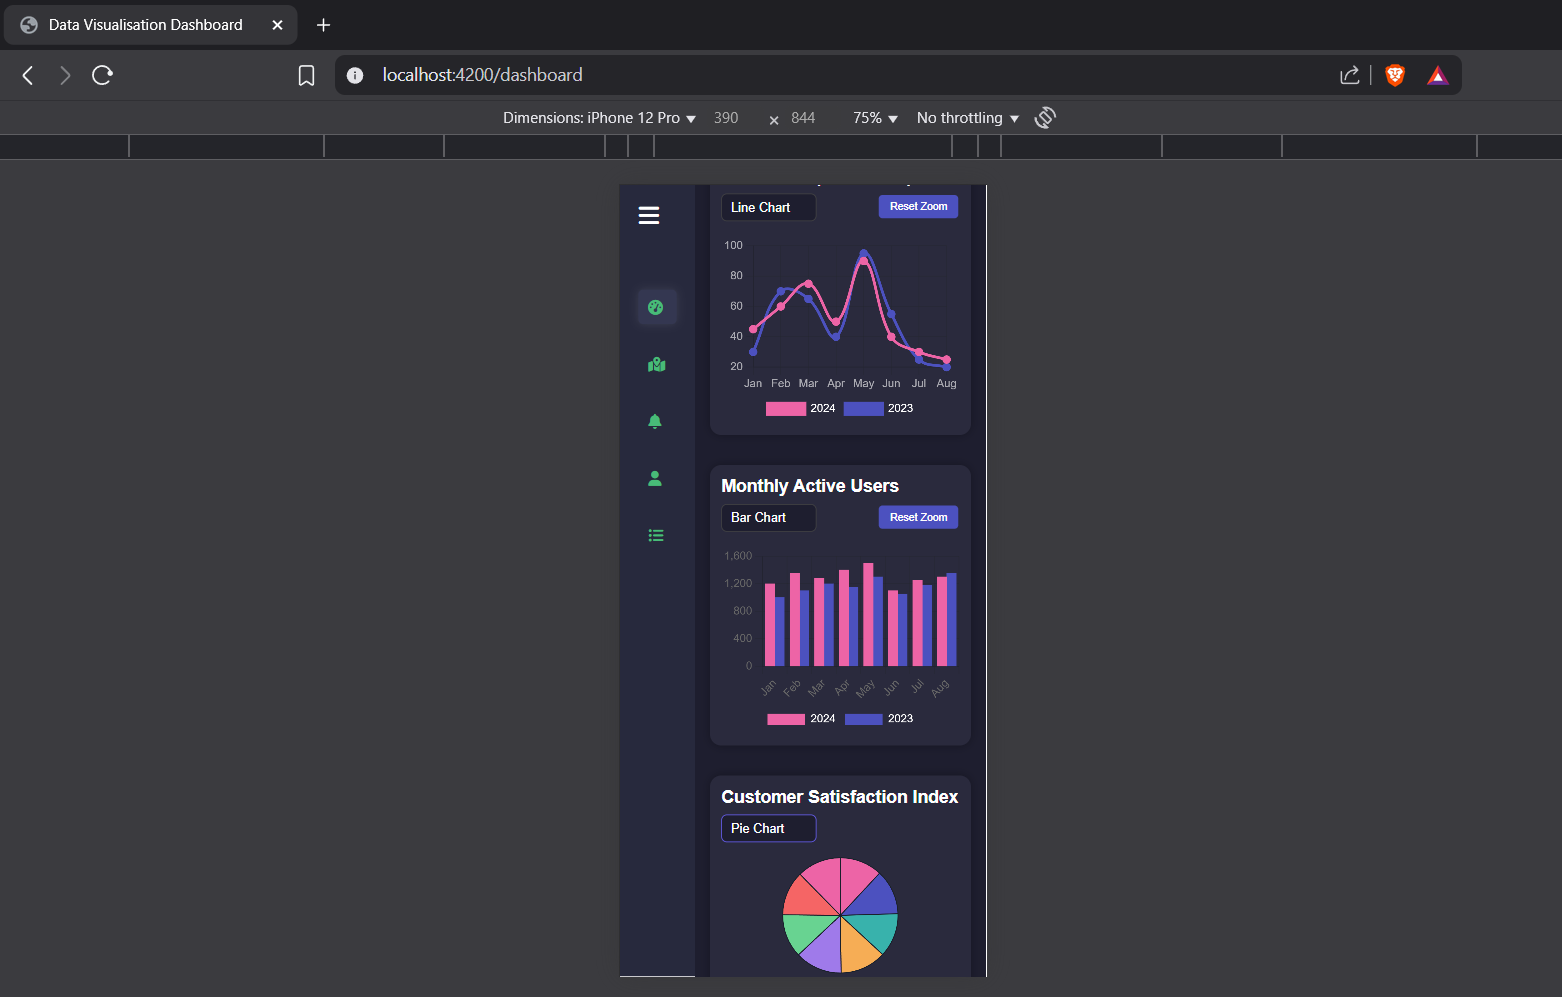 Data Visualisation Dashboard
localhost:4200/dashboard
Dimensions: iPhone 12 Pro 390 × 844 75% No throttling
Line Chart Reset Zoom
100
80
60
40
20
Jan Feb Mar Apr May Jun Jul Aug
2024 2023
Monthly Active Users
Bar Chart Reset Zoom
1,600
1,200
800
400
0
Jan Feb Mar Apr May Jun Jul Aug
2024 2023
Customer Satisfaction Index
Pie Chart